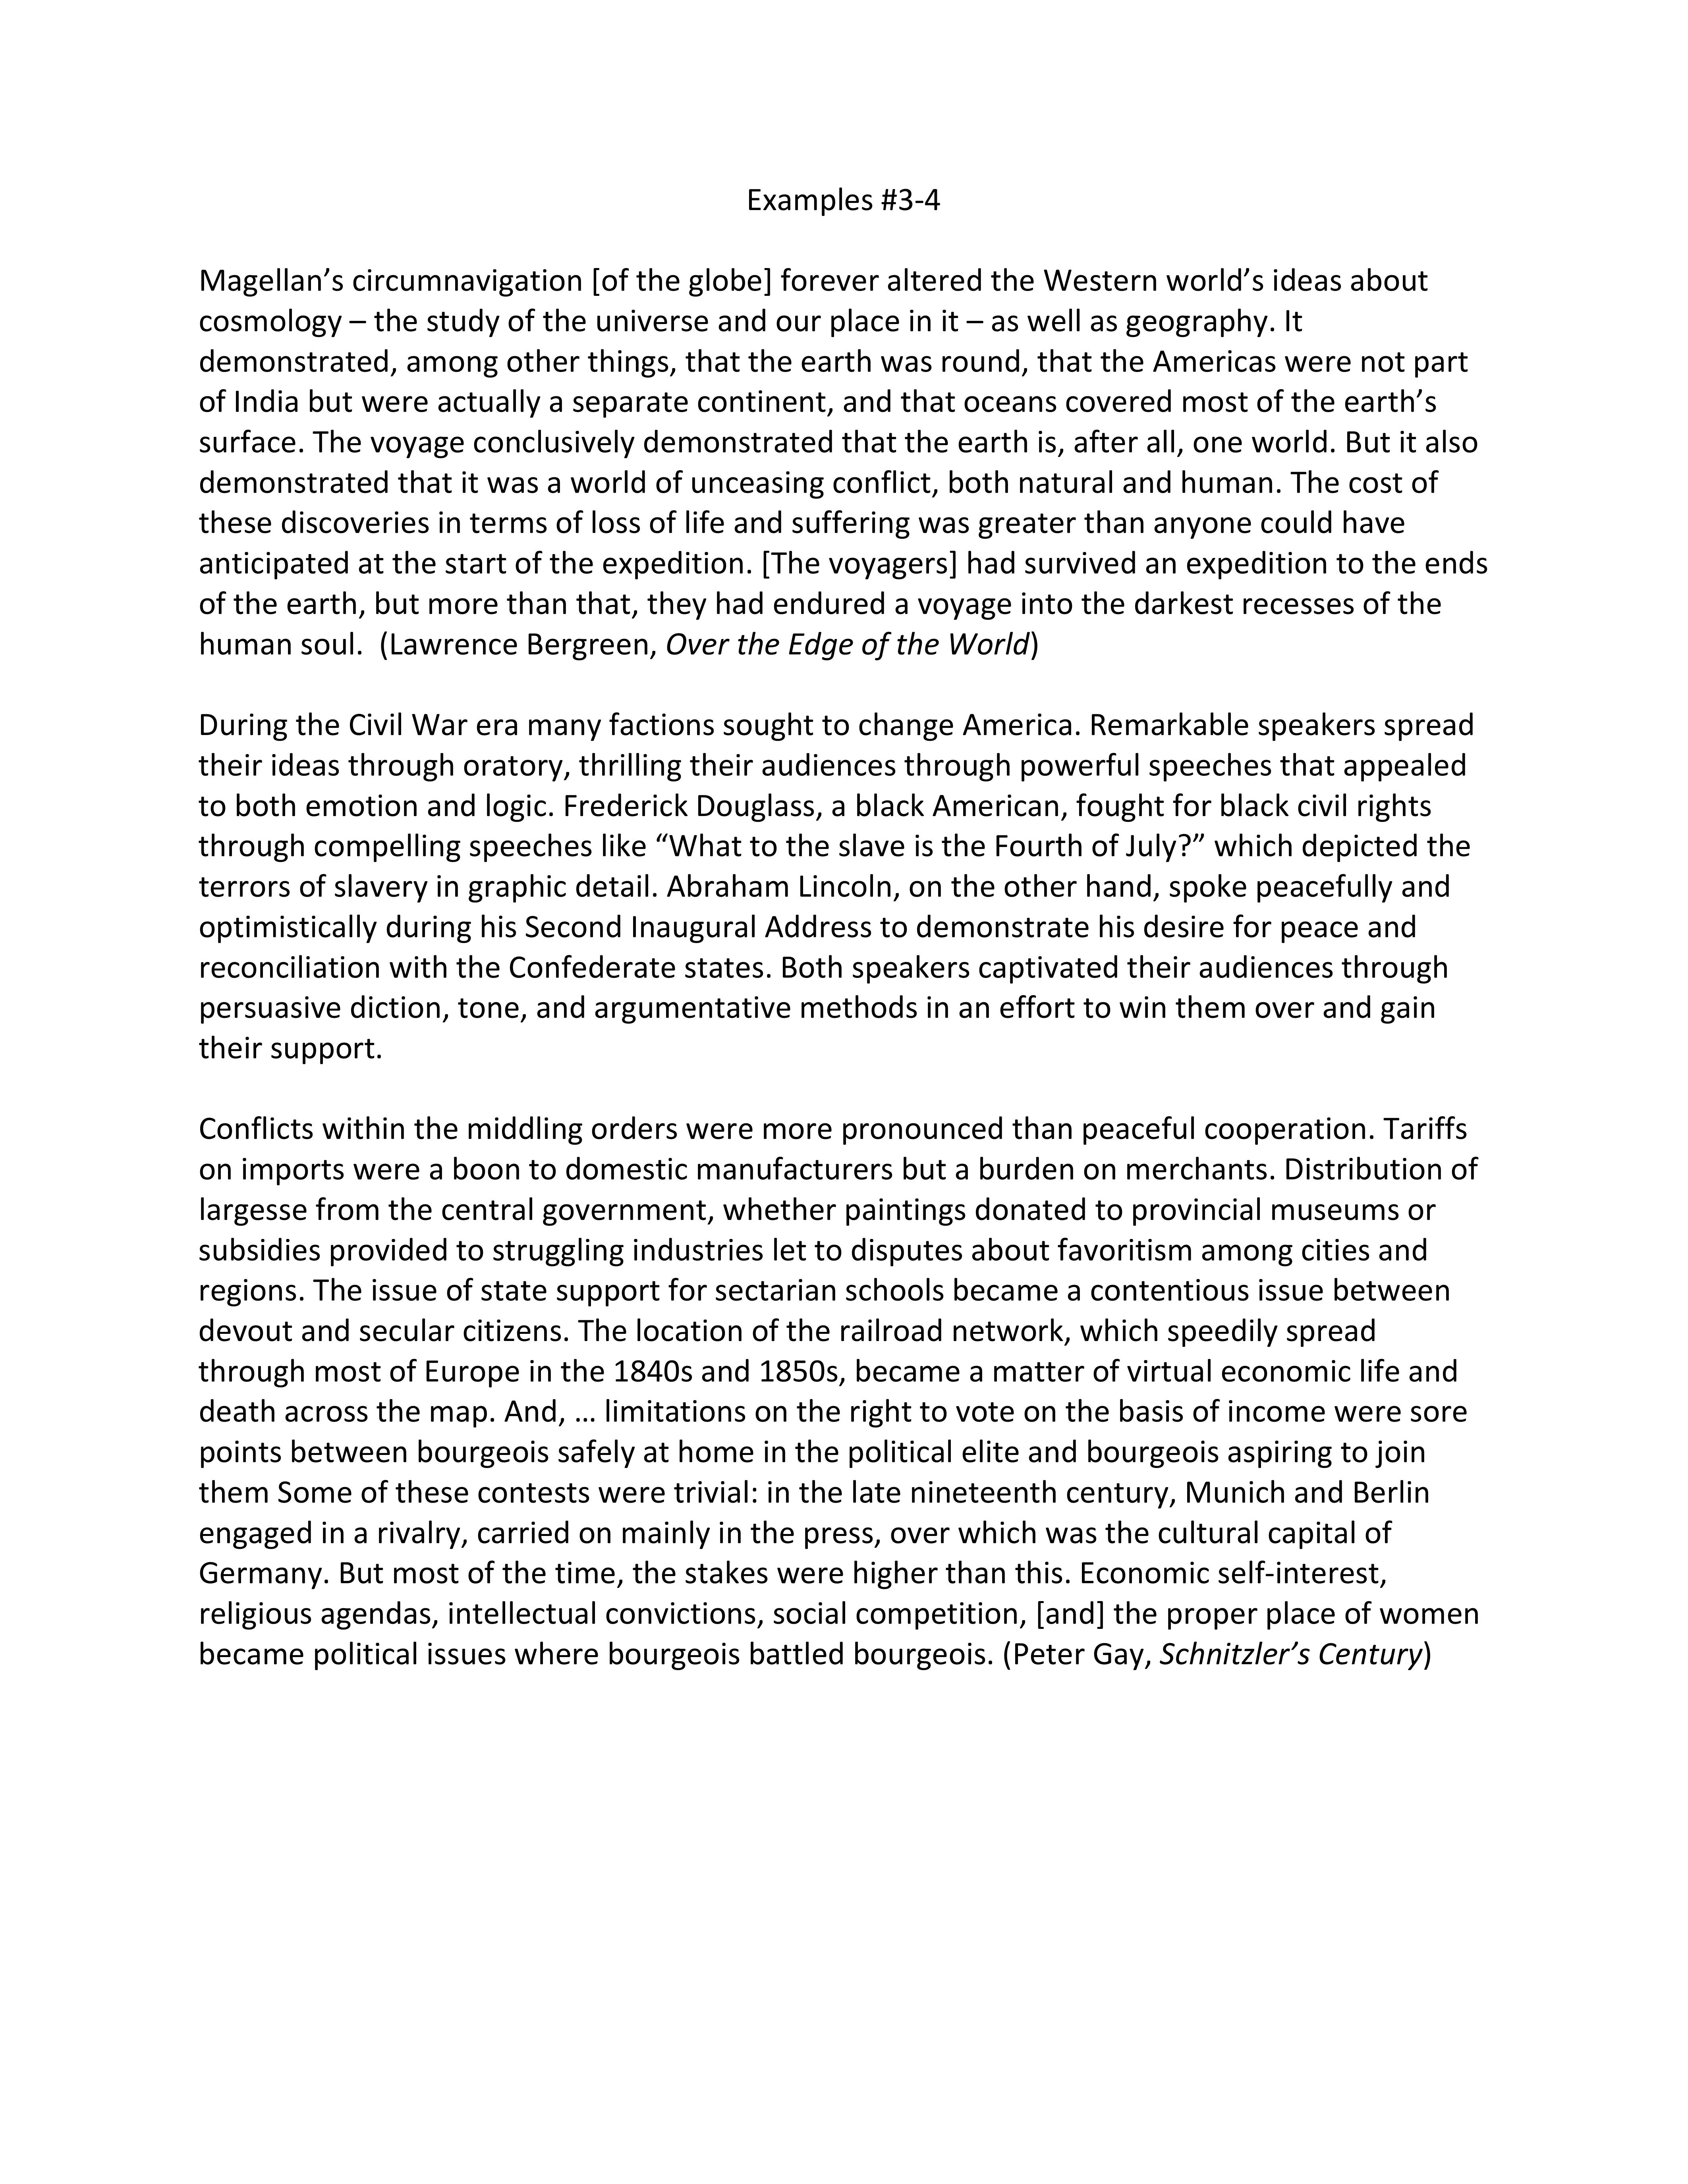 Examples #3-4
Magellan’s circumnavigation [of the globe] forever altered the Western world’s ideas about
cosmology – the study of the universe and our place in it – as well as geography. It
demonstrated, among other things, that the earth was round, that the Americas were not part
of India but were actually a separate continent, and that oceans covered most of the earth’s
surface. The voyage conclusively demonstrated that the earth is, after all, one world. But it also
demonstrated that it was a world of unceasing conflict, both natural and human. The cost of
these discoveries in terms of loss of life and suffering was greater than anyone could have
anticipated at the start of the expedition. [The voyagers] had survived an expedition to the ends
of the earth, but more than that, they had endured a voyage into the darkest recesses of the
human soul.  (Lawrence Bergreen, Over the Edge of the World)
During the Civil War era many factions sought to change America. Remarkable speakers spread
their ideas through oratory, thrilling their audiences through powerful speeches that appealed
to both emotion and logic. Frederick Douglass, a black American, fought for black civil rights
through compelling speeches like “What to the slave is the Fourth of July?” which depicted the
terrors of slavery in graphic detail. Abraham Lincoln, on the other hand, spoke peacefully and
optimistically during his Second Inaugural Address to demonstrate his desire for peace and
reconciliation with the Confederate states. Both speakers captivated their audiences through
persuasive diction, tone, and argumentative methods in an effort to win them over and gain
their support.
Conflicts within the middling orders were more pronounced than peaceful cooperation. Tariffs
on imports were a boon to domestic manufacturers but a burden on merchants. Distribution of
largesse from the central government, whether paintings donated to provincial museums or
subsidies provided to struggling industries let to disputes about favoritism among cities and
regions. The issue of state support for sectarian schools became a contentious issue between
devout and secular citizens. The location of the railroad network, which speedily spread
through most of Europe in the 1840s and 1850s, became a matter of virtual economic life and
death across the map. And, … limitations on the right to vote on the basis of income were sore
points between bourgeois safely at home in the political elite and bourgeois aspiring to join
them Some of these contests were trivial: in the late nineteenth century, Munich and Berlin
engaged in a rivalry, carried on mainly in the press, over which was the cultural capital of
Germany. But most of the time, the stakes were higher than this. Economic self-interest,
religious agendas, intellectual convictions, social competition, [and] the proper place of women
became political issues where bourgeois battled bourgeois. (Peter Gay, Schnitzler’s Century)